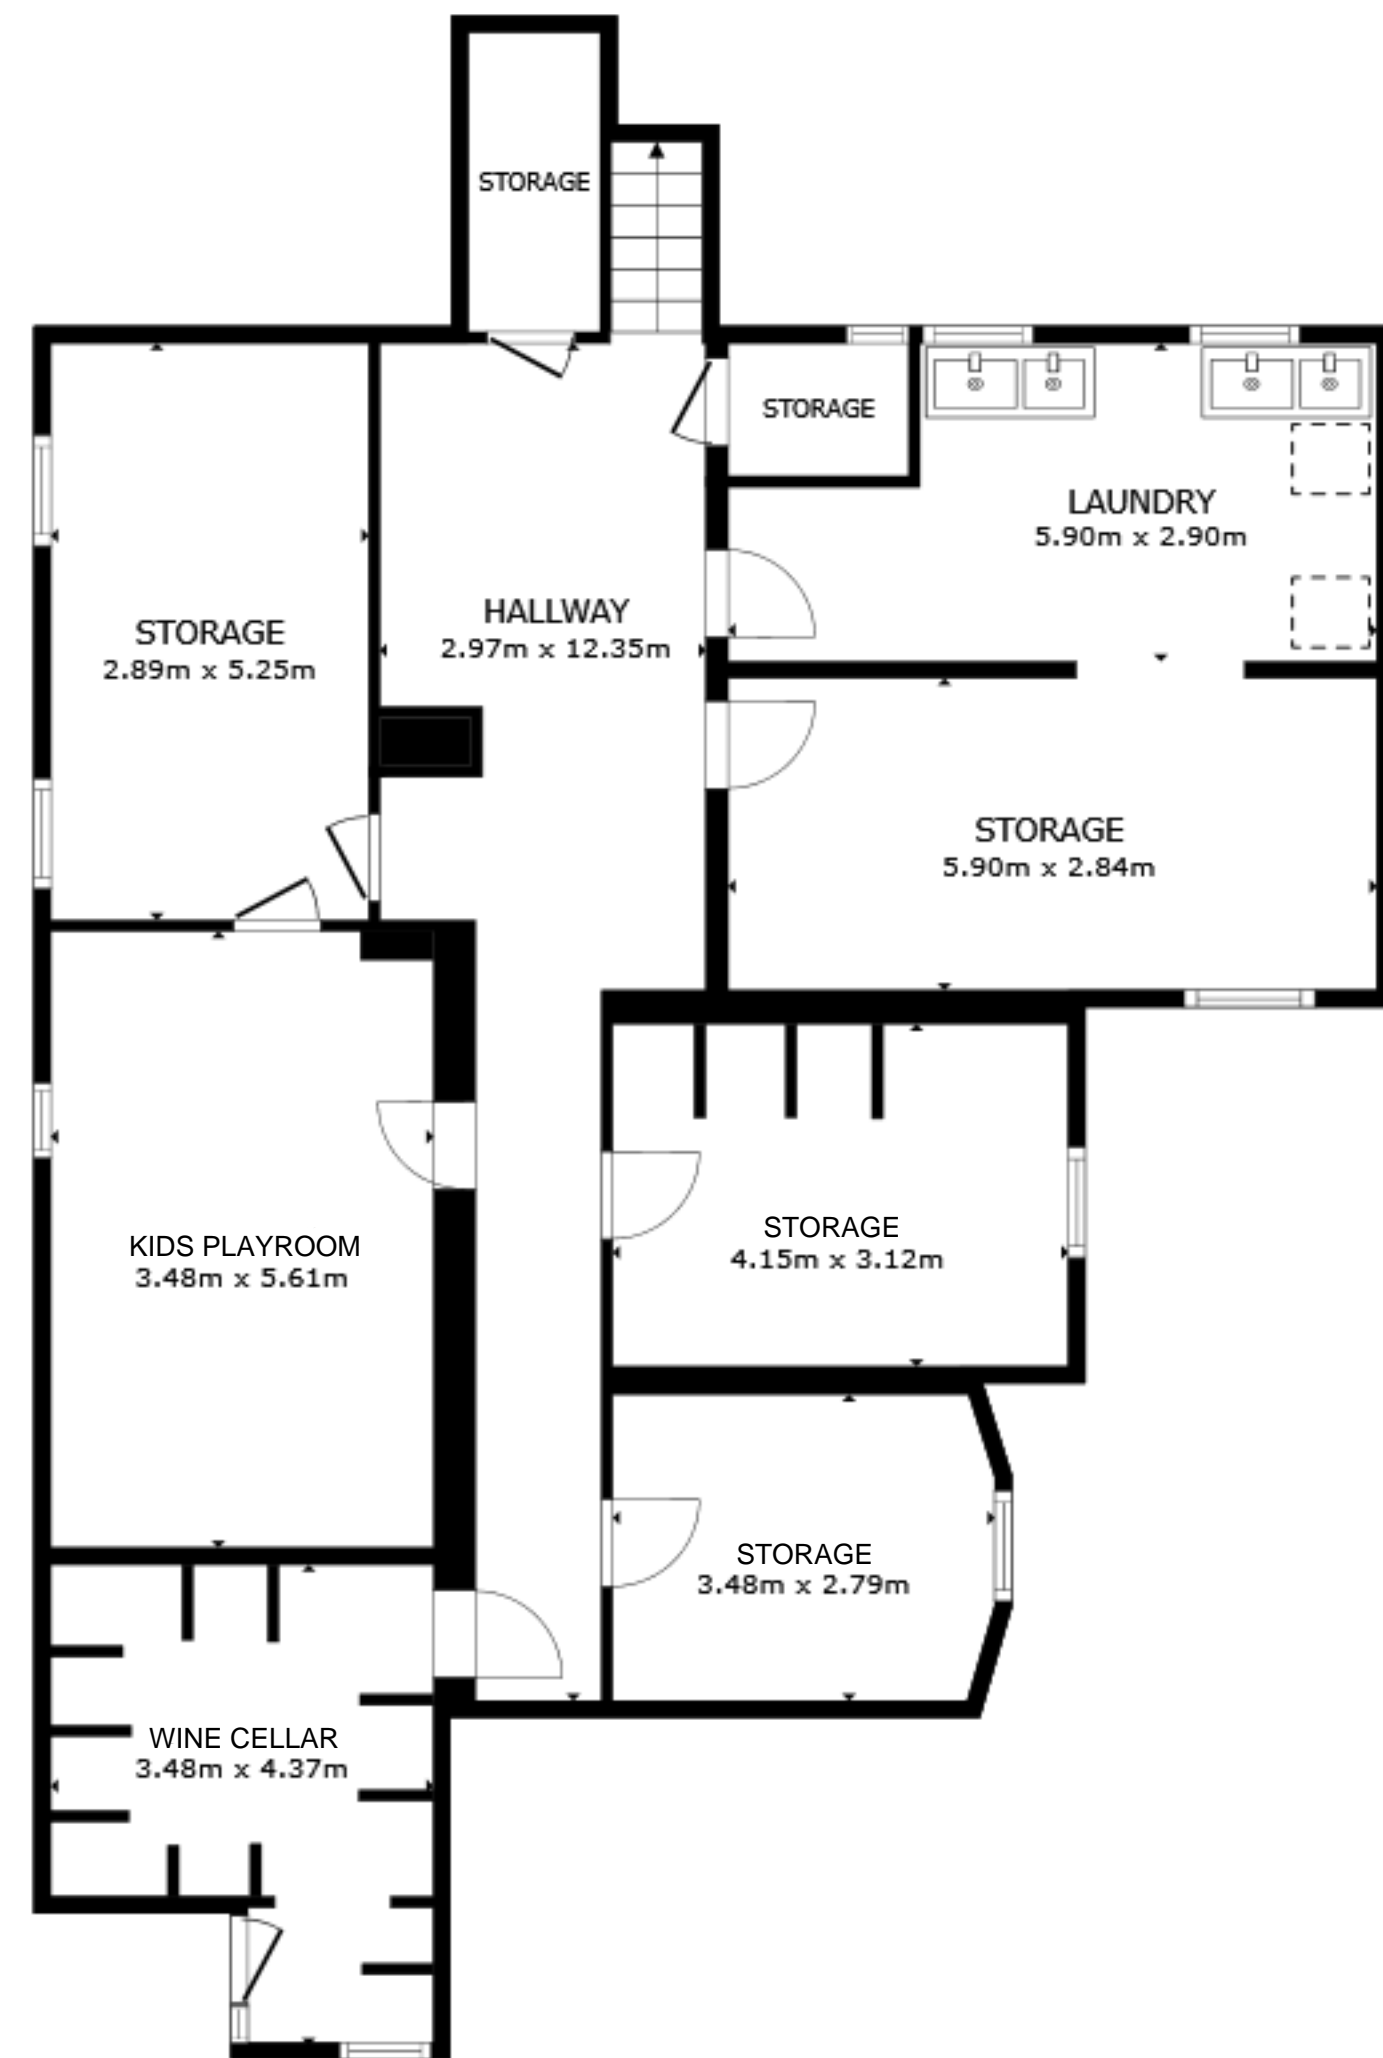 STORAGE
STORAGE
LAUNDRY
5.90m x 2.90m
HALLWAY
2.97m x 12.35m
STORAGE
2.89m x 5.25m
STORAGE
5.90m x 2.84m
STORAGE
4.15m x 3.12m
KIDS PLAYROOM
3.48m x 5.61m
STORAGE
3.48m x 2.79m
WINE CELLAR
3.48m x 4.37m